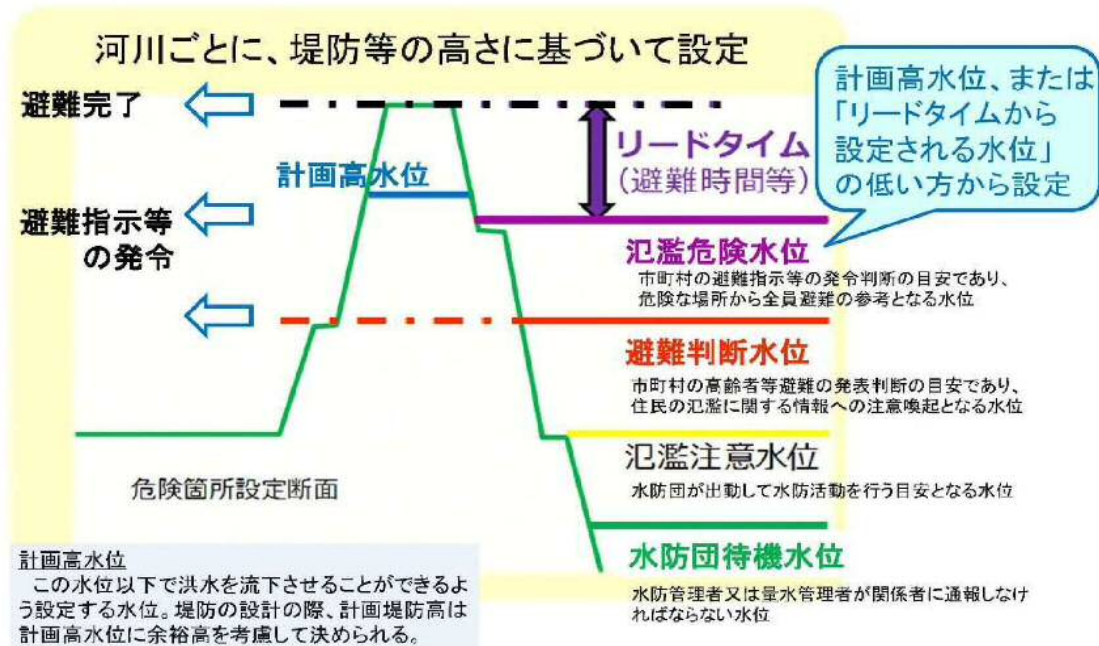 河川ごとに、堤防等の高さに基づいて設定
避難完了
計画高水位
避難指示等
の発令
リードタイム
(避難時間等)
計画高水位、または
「リードタイムから
設定される水位」
の低い方から設定
氾濫危険水位
市町村の避難指示等の発令判断の目安であり、
危険な場所から全員避難の参考となる水位
避難判断水位
市町村の高齢者等避難の発表判断の目安であり、
住民の氾濫に関する情報への注意喚起となる水位
氾濫注意水位
水防団が出動して水防活動を行う目安となる水位
危険箇所設定断面
水防団待機水位
水防管理者又は量水管理者が関係者に通報しなけ
ればならない水位
計画高水位
この水位以下で洪水を流下させることができるよ
う設定する水位。堤防の設計の際、計画堤防高は
計画高水位に余裕高を考慮して決められる。